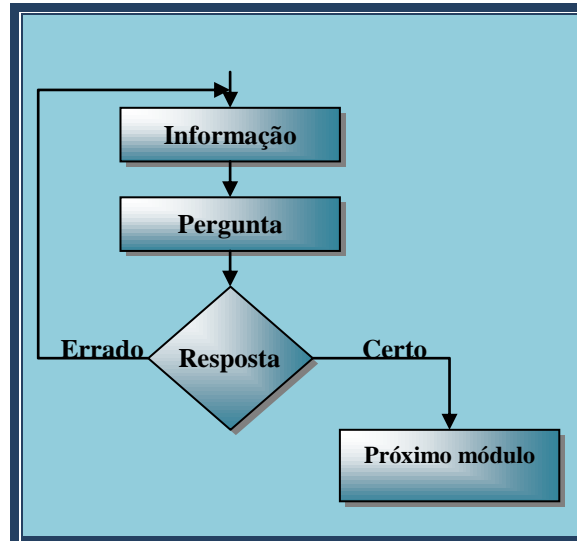 Informação
Pergunta
Errado
Resposta
Certo
Próximo módulo